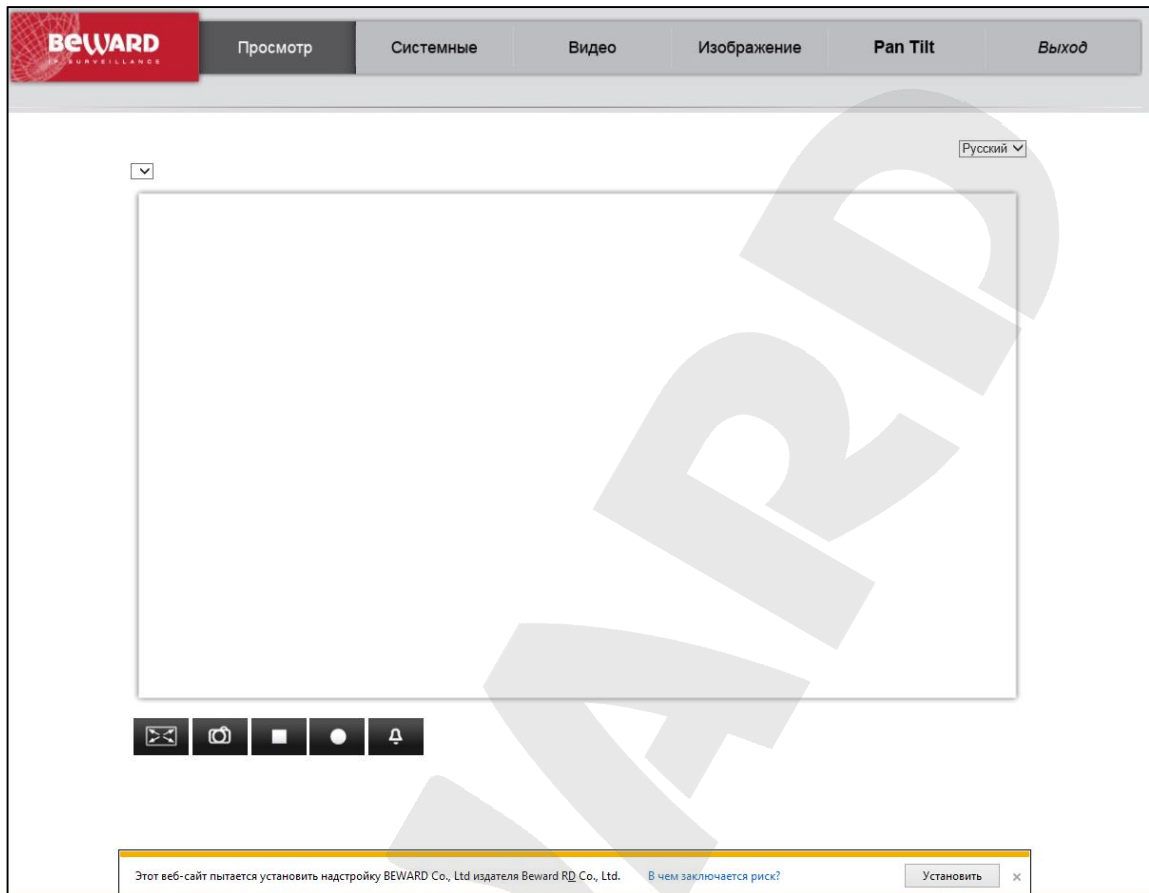 BEWARD
IP SURVEILLANCE
Просмотр Системные Видео Изображение Pan Tilt Выход
Русский
WARD
Этот веб-сайт пытается установить надстройку BEWARD Co., Ltd издателя Beward RD Co., Ltd. В чем заключается риск? Установить ×